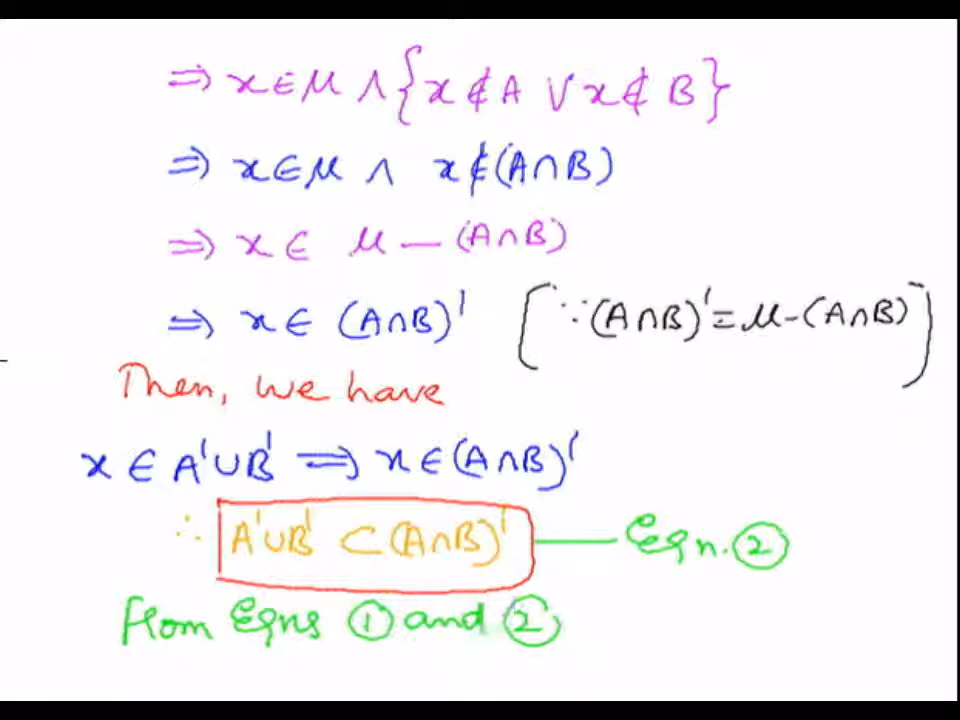 ⇒ x ∈ μ ∧ {x ∉ A ∨ x ∉ B}
⇒ x ∈ μ ∧ x ∉ (A ∩ B)
⇒ x ∈ μ — (A ∩ B)
⇒ x ∈ (A ∩ B)' [∵ (A ∩ B)' = μ - (A ∩ B)]
Then, we have
x ∈ A' ∪ B' ⇒ x ∈ (A ∩ B)'
∴ A' ∪ B' ⊂ (A ∩ B)' — Eqn. ②
From Eqns ① and ②